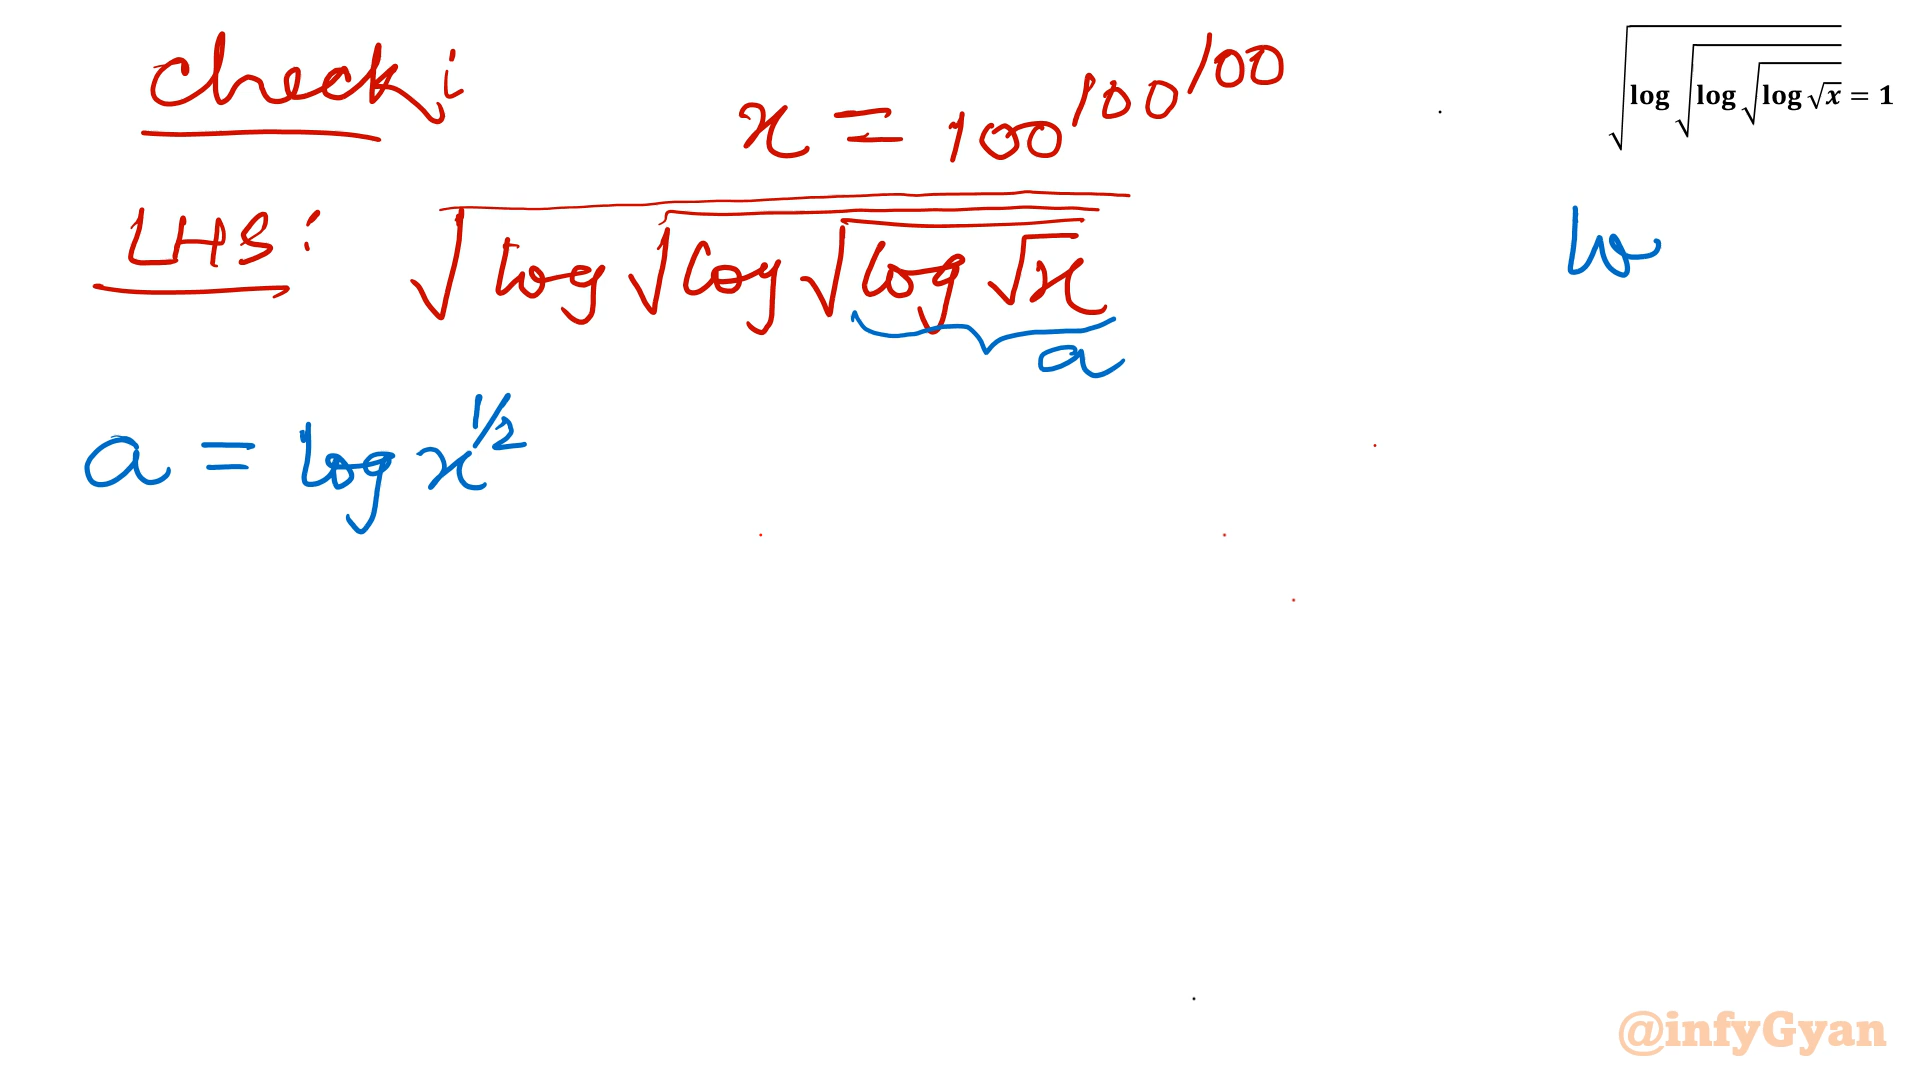 Check:
x = 100^100^100
√log √log √log √x = 1
LHS: √log √log √log √x
a
a = log x^1/2
@infyGyan